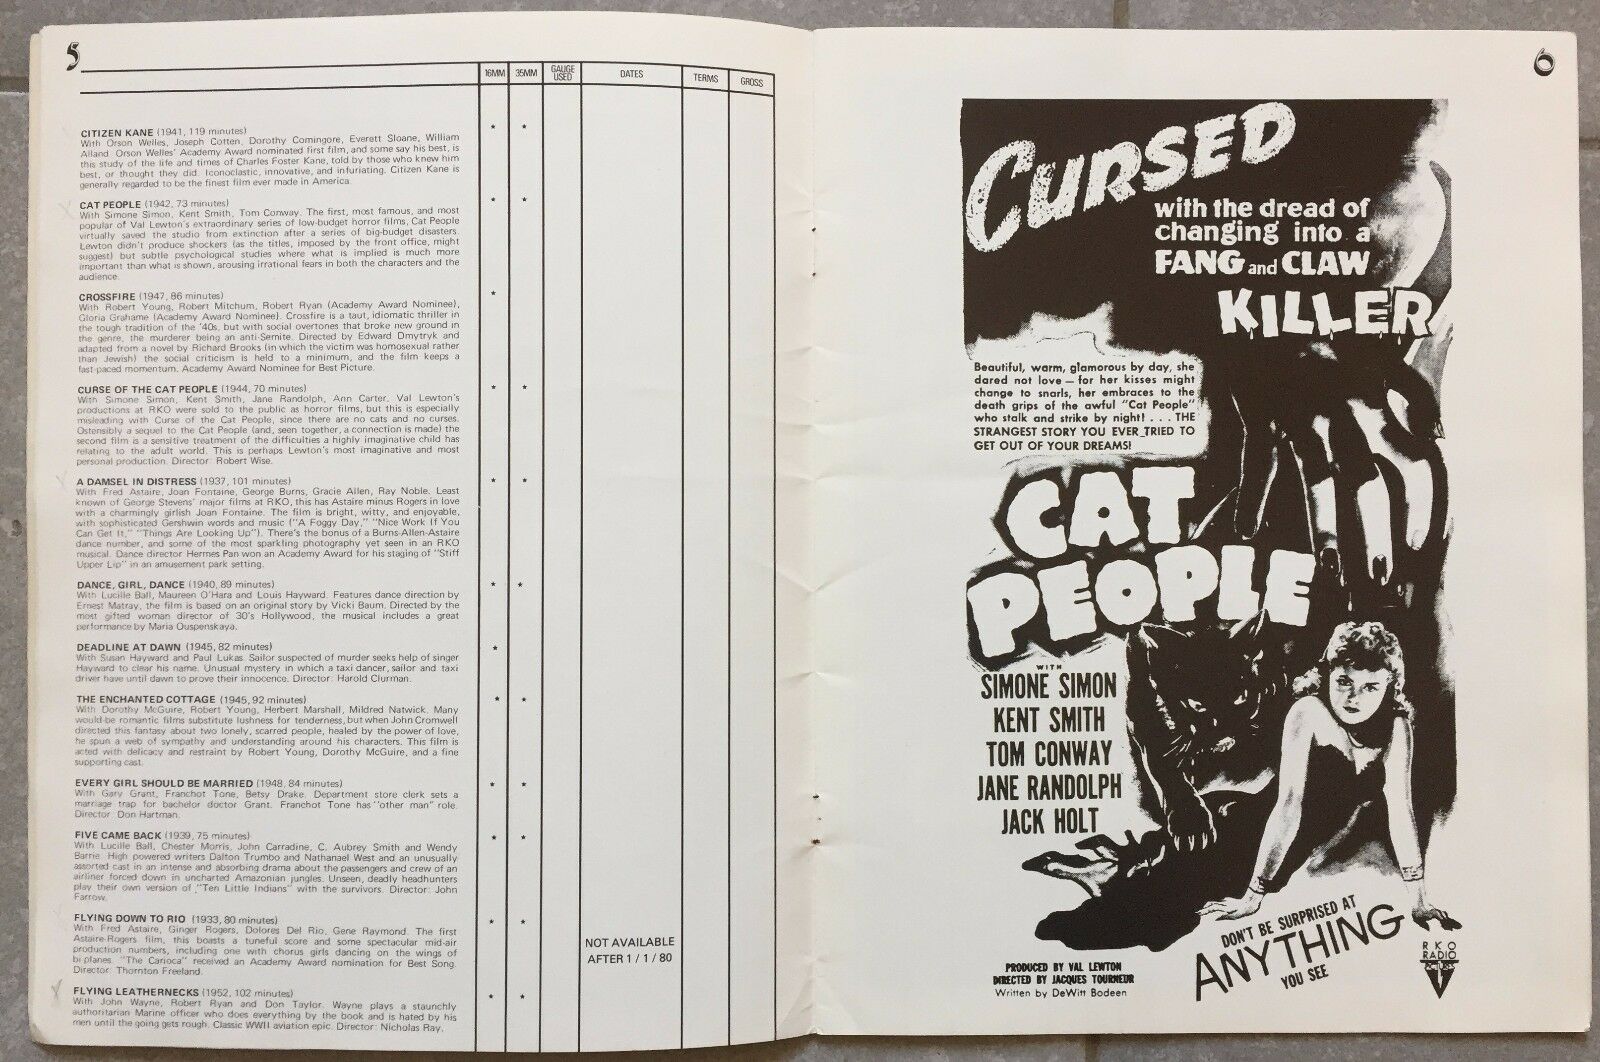 5
16MM 35MM GAUGE USED DATES TERMS GROSS
CITIZEN KANE (1941, 119 minutes) * *
With Orson Welles, Joseph Cotten, Dorothy Comingore, Everett Sloane, William
Alland. Orson Welles' Academy Award nominated first film, and some say his best, is
this study of the life and times of Charles Foster Kane, told by those who knew him
best, or thought they did. Iconoclastic, innovative, and infuriating. Citizen Kane is
generally regarded to be the finest film ever made in America.
CAT PEOPLE (1942, 73 minutes) * *
With Simone Simon, Kent Smith, Tom Conway. The first, most famous, and most
popular of Val Lewton's extraordinary series of low-budget horror films, Cat People
virtually saved the studio from extinction after a series of big-budget disasters.
Lewton didn't produce shockers (as the titles, imposed by the front office, might
suggest) but subtle psychological studies where what is implied is much more
important than what is shown, arousing irrational fears in both the characters and the
audience.
CROSSFIRE (1947, 86 minutes) *
With Robert Young, Robert Mitchum, Robert Ryan (Academy Award Nominee),
Gloria Grahame (Academy Award Nominee). Crossfire is a taut, idiomatic thriller in
the tough tradition of the '40s, but with social overtones that broke new ground in
the genre, the murderer being an anti-Semite. Directed by Edward Dmytryk and
adapted from a novel by Richard Brooks (in which the victim was homosexual rather
than Jewish) the social criticism is held to a minimum, and the film keeps a
fast-paced momentum. Academy Award Nominee for Best Picture.
CURSE OF THE CAT PEOPLE (1944, 70 minutes) * *
With Simone Simon, Kent Smith, Jane Randolph, Ann Carter. Val Lewton's
productions at RKO were sold to the public as horror films, but this is especially
misleading with Curse of the Cat People, since there are no cats and no curses.
Ostensibly a sequel to the Cat People (and, seen together, a connection is made) the
second film is a sensitive treatment of the difficulties a highly imaginative child has
relating to the adult world. This is perhaps Lewton's most imaginative and most
personal production. Director: Robert Wise.
A DAMSEL IN DISTRESS (1937, 101 minutes) * *
With Fred Astaire, Joan Fontaine, George Burns, Gracie Allen, Ray Noble. Least
known of George Stevens' major films at RKO, this has Astaire minus Rogers in love
with a charmingly girlish Joan Fontaine. The film is bright, witty, and enjoyable,
with sophisticated Gershwin words and music ("A Foggy Day," "Nice Work If You
Can Get It," "Things Are Looking Up"). There's the bonus of a Burns-Allen-Astaire
dance number, and some of the most sparkling photography yet seen in an RKO
musical. Dance director Hermes Pan won an Academy Award for his staging of "Stiff
Upper Lip" in an amusement park setting.
DANCE, GIRL, DANCE (1940, 89 minutes) * *
With Lucille Ball, Maureen O'Hara and Louis Hayward. Features dance direction by
Ernest Matray, the film is based on an original story by Vicki Baum. Directed by the
most gifted woman director of 30's Hollywood, the musical includes a great
performance by Maria Ouspenskaya.
DEADLINE AT DAWN (1945, 82 minutes) *
With Susan Hayward and Paul Lukas. Sailor suspected of murder seeks help of singer
Hayward to clear his name. Unusual mystery in which a taxi dancer, sailor and taxi
driver have until dawn to prove their innocence. Director: Harold Clurman.
THE ENCHANTED COTTAGE (1945, 92 minutes) * *
With Dorothy McGuire, Robert Young, Herbert Marshall, Mildred Natwick. Many
would-be romantic films substitute lushness for tenderness, but when John Cromwell
directed this fantasy about two lonely, scarred people, healed by the power of love,
he spun a web of sympathy and understanding around his characters. This film is
acted with delicacy and restraint by Robert Young, Dorothy McGuire, and a fine
supporting cast.
EVERY GIRL SHOULD BE MARRIED (1948, 84 minutes) * *
With Gary Grant, Franchot Tone, Betsy Drake. Department store clerk sets a
marriage trap for bachelor doctor Grant. Franchot Tone has "other man" role.
Director: Don Hartman.
FIVE CAME BACK (1939, 75 minutes) * *
With Lucille Ball, Chester Morris, John Carradine, C. Aubrey Smith and Wendy
Barrie. High powered writers Dalton Trumbo and Nathanael West and an unusually
assorted cast in an intense and absorbing drama about the passengers and crew of an
airliner forced down in uncharted Amazonian jungles. Unseen, deadly headhunters
play their own version of "Ten Little Indians" with the survivors. Director: John
Farrow.
FLYING DOWN TO RIO (1933, 80 minutes) * *
With Fred Astaire, Ginger Rogers, Dolores Del Rio, Gene Raymond. The first
Astaire-Rogers film, this boasts a tuneful score and some spectacular mid-air
production numbers, including one with chorus girls dancing on the wings of
bi-planes. "The Carioca" received an Academy Award nomination for Best Song.
Director: Thornton Freeland.
NOT AVAILABLE
AFTER 1 / 1 / 80
FLYING LEATHERNECKS (1952, 102 minutes) * *
With John Wayne, Robert Ryan and Don Taylor. Wayne plays a staunchly
authoritarian Marine officer who does everything by the book and is hated by his
men until the going gets rough. Classic WWII aviation epic. Director: Nicholas Ray.
6
CURSED
with the dread of
changing into a
FANG and CLAW
KILLER
Beautiful, warm, glamorous by day, she
dared not love — for her kisses might
change to snarls, her embraces to the
death grips of the awful "Cat People"
who stalk and strike by night! . . . THE
STRANGEST STORY YOU EVER TRIED TO
GET OUT OF YOUR DREAMS!
CAT
PEOPLE
WITH
SIMONE SIMON
KENT SMITH
TOM CONWAY
JANE RANDOLPH
JACK HOLT
DON'T BE SURPRISED AT
ANYTHING
YOU SEE
PRODUCED BY VAL LEWTON
DIRECTED BY JACQUES TOURNEUR
Written by DeWitt Bodeen
RKO
RADIO
PICTURES